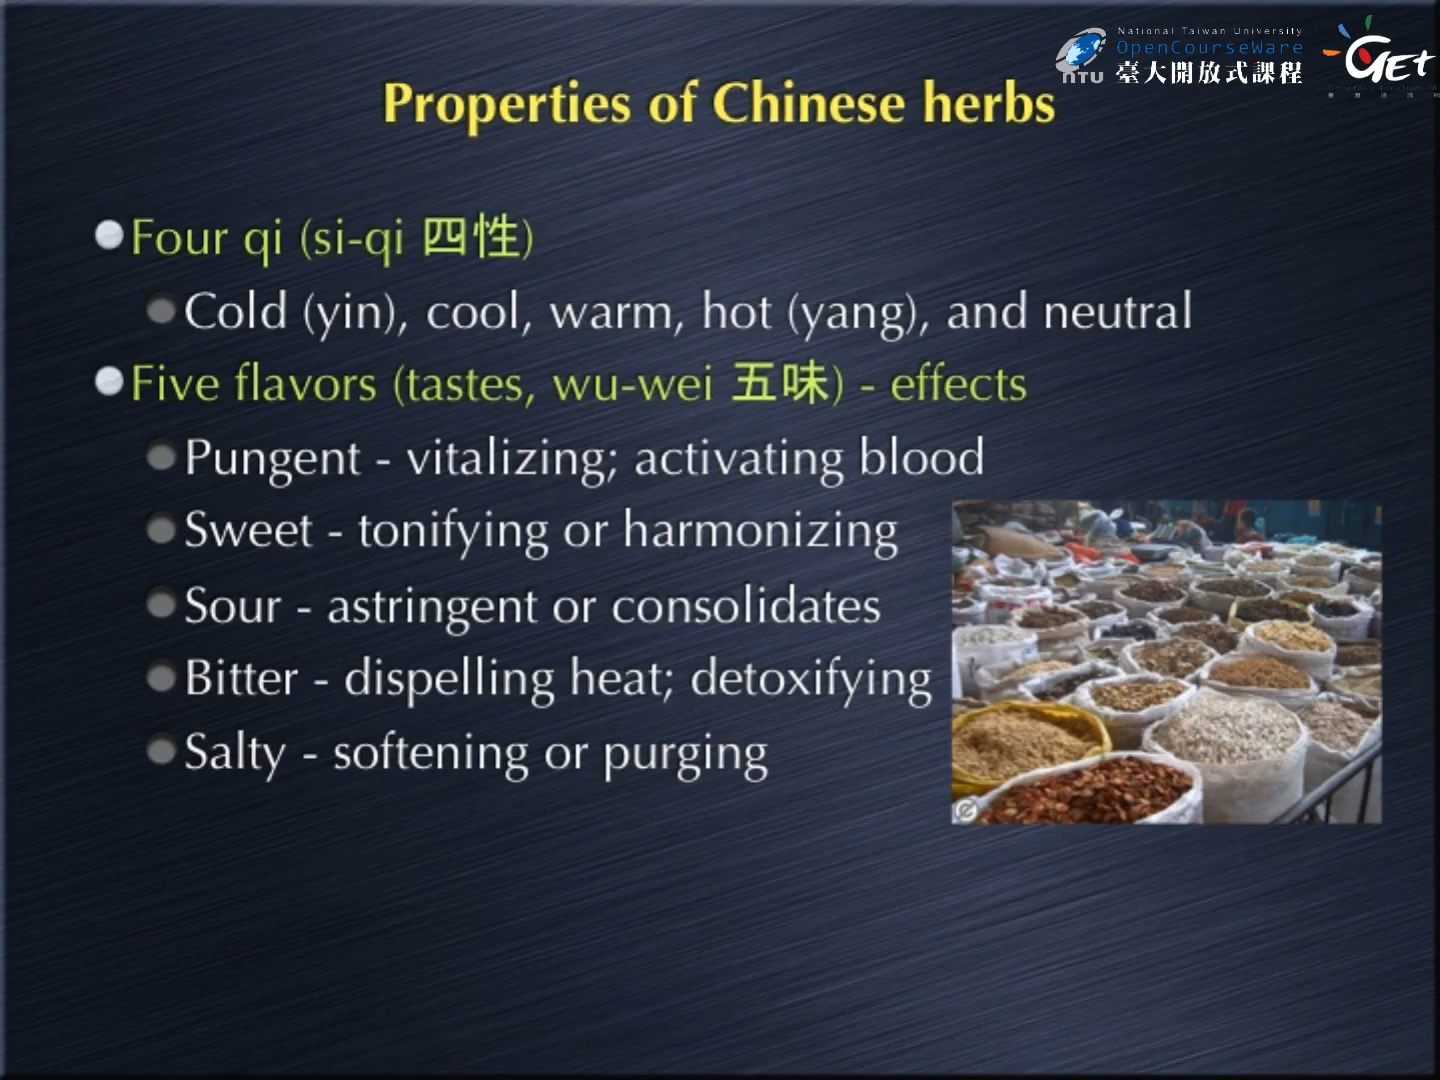 National Taiwan University
OpenCourseWare
NTU 臺大開放式課程
GET
Properties of Chinese herbs
Four qi (si-qi 四性)
Cold (yin), cool, warm, hot (yang), and neutral
Five flavors (tastes, wu-wei 五味) - effects
Pungent - vitalizing; activating blood
Sweet - tonifying or harmonizing
Sour - astringent or consolidates
Bitter - dispelling heat; detoxifying
Salty - softening or purging